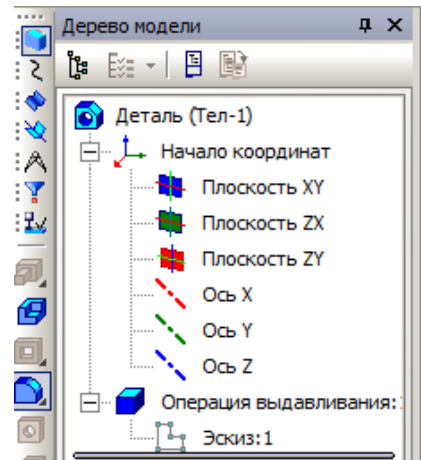 Дерево модели
Деталь (Тел-1)
Начало координат
Плоскость XY
Плоскость ZX
Плоскость ZY
Ось X
Ось Y
Ось Z
Операция выдавливания:
Эскиз:1